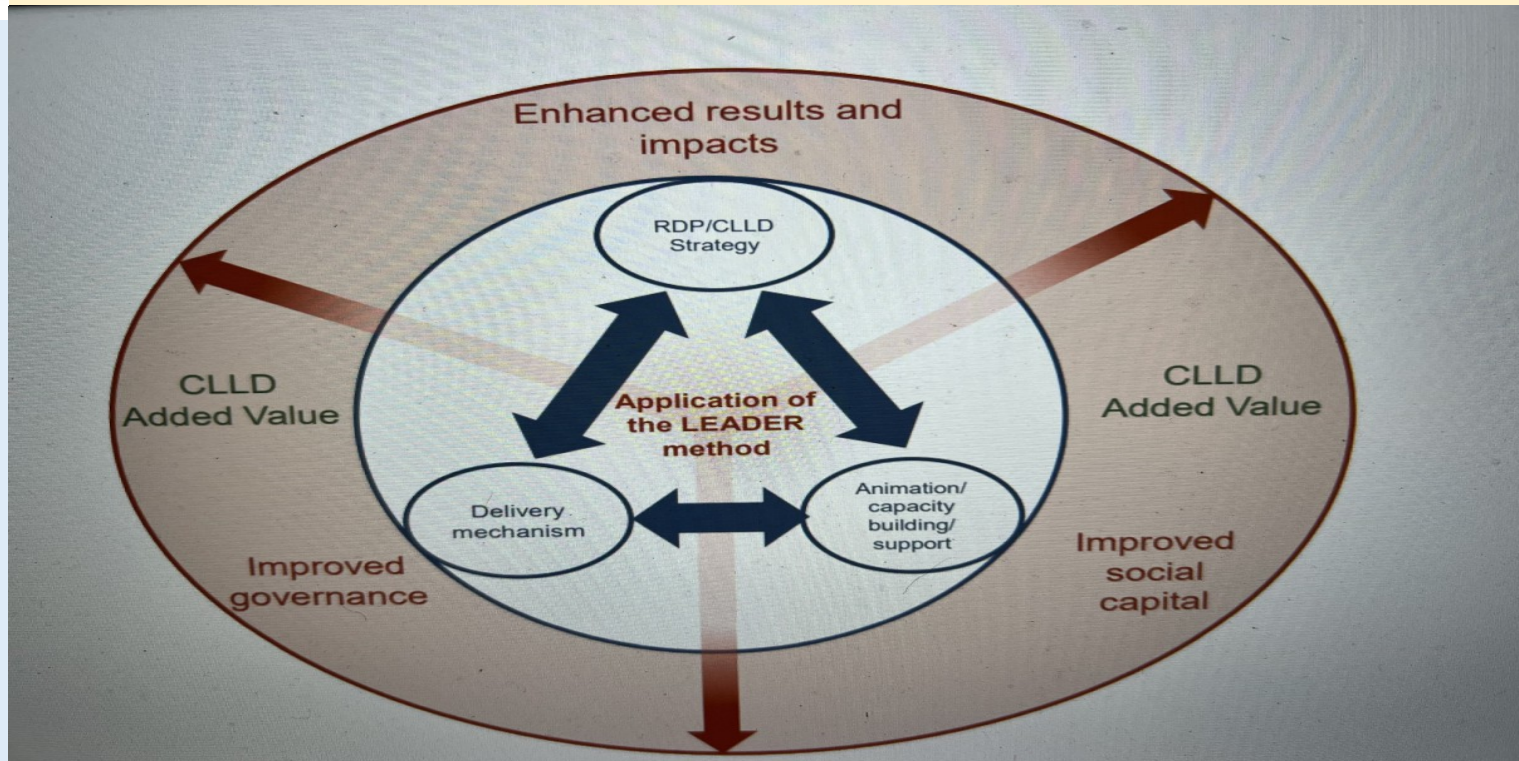 Enhanced results and
impacts
RDP/CLLD
Strategy
CLLD
Added Value
Application of
the LEADER
method
CLLD
Added Value
Delivery
mechanism
Animation/
capacity
building/
support
Improved
governance
Improved
social
capital